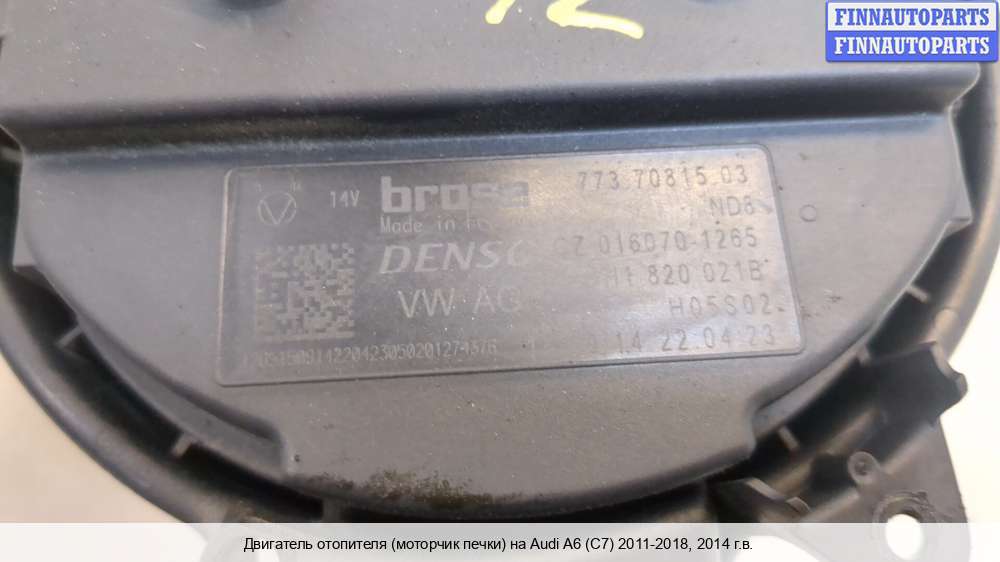 12
FINNAUTOPARTS
FINNAUTOPARTS
14V
Made in
DENSO
VW AG
773 70815 03
ND8
016070-1265
820 021B
H05S02
14 22.04.23
Двигатель отопителя (моторчик печки) на Audi A6 (C7) 2011-2018, 2014 г.в.